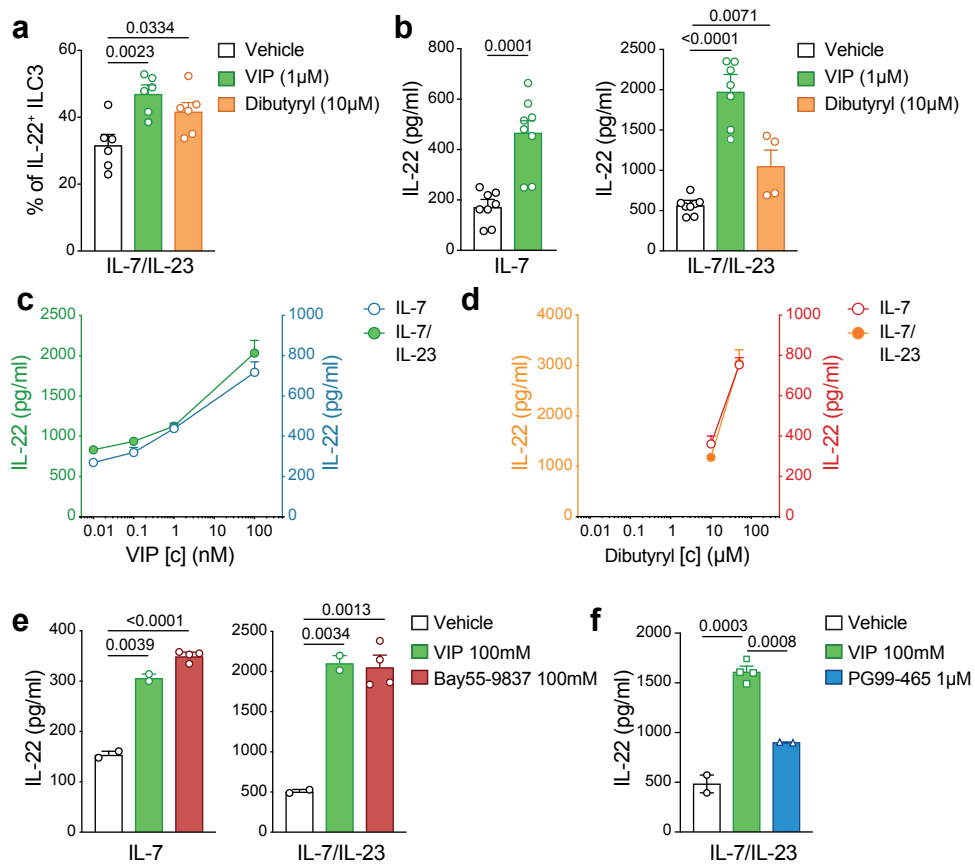 a
% of IL-22⁺ ILC3
60
40
20
0
0.0334
0.0023
IL-7/IL-23
Vehicle
VIP (1µM)
Dibutyryl (10µM)
b
IL-22 (pg/ml)
800
600
400
200
0
0.0001
IL-7
IL-22 (pg/ml)
2500
2000
1500
1000
500
0
0.0071
<0.0001
IL-7/IL-23
Vehicle
VIP (1µM)
Dibutyryl (10µM)
c
IL-22 (pg/ml)
2500
2000
1500
1000
500
0
0.01 0.1 1 10 100
VIP [c] (nM)
1000
800
600
400
200
0
IL-22 (pg/ml)
IL-7
IL-7/
IL-23
d
IL-22 (pg/ml)
4000
3000
2000
1000
0
0.01 0.1 1 10 100
Dibutyryl [c] (µM)
1000
800
600
400
200
0
IL-22 (pg/ml)
IL-7
IL-7/
IL-23
e
IL-22 (pg/ml)
400
300
200
100
0
<0.0001
0.0039
IL-7
2500
2000
1500
1000
500
0
0.0013
0.0034
IL-7/IL-23
Vehicle
VIP 100mM
Bay55-9837 100mM
f
IL-22 (pg/ml)
2000
1500
1000
500
0
0.0003
0.0008
IL-7/IL-23
Vehicle
VIP 100mM
PG99-465 1µM